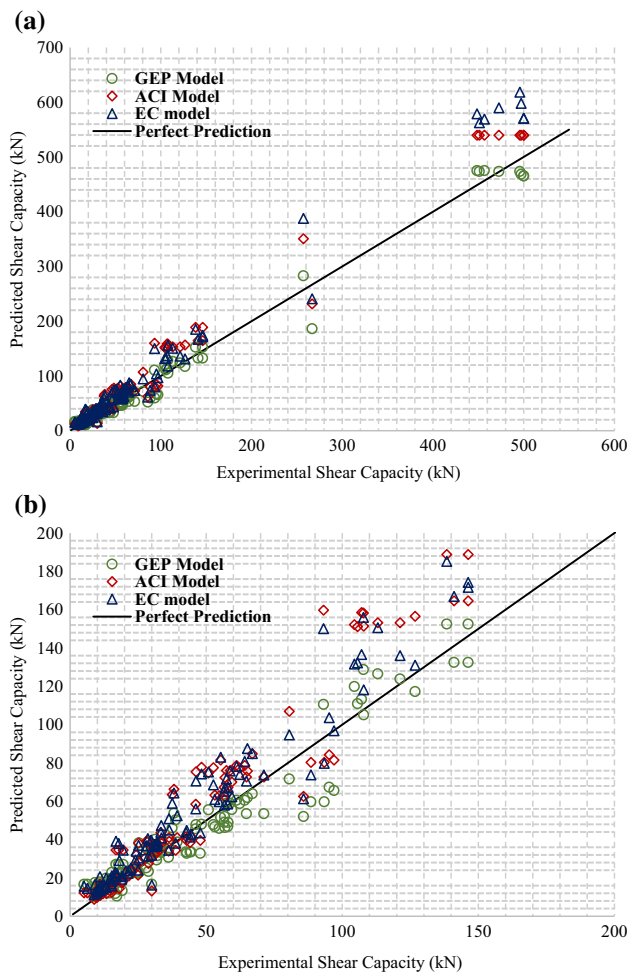 (a)
700
600
500
400
300
200
100
0
Predicted Shear Capacity (kN)
GEP Model
ACI Model
EC model
Perfect Prediction
0 100 200 300 400 500 600
Experimental Shear Capacity (kN)
(b)
200
180
160
140
120
100
80
60
40
20
0
Predicted Shear Capacity (kN)
GEP Model
ACI Model
EC model
Perfect Prediction
0 50 100 150 200
Experimental Shear Capacity (kN)